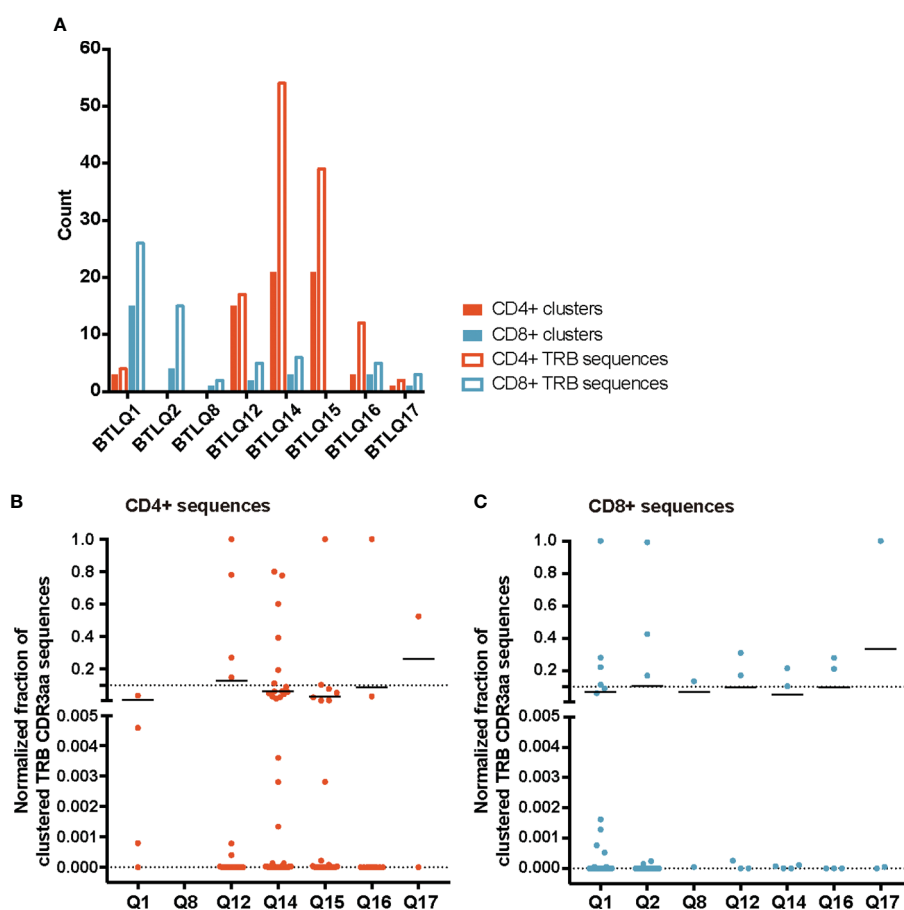 A
60
50
40
30
20
10
0
Count
BTLQ1
BTLQ2
BTLQ8
BTLQ12
BTLQ14
BTLQ15
BTLQ16
BTLQ17
CD4+ clusters
CD8+ clusters
CD4+ TRB sequences
CD8+ TRB sequences
B
CD4+ sequences
Normalized fraction of
clustered TRB CDR3aa sequences
1.0
0.8
0.6
0.4
0.2
0.005
0.004
0.003
0.002
0.001
0.000
Q1 Q8 Q12 Q14 Q15 Q16 Q17
C
CD8+ sequences
Normalized fraction of
clustered TRB CDR3aa sequences
1.0
0.8
0.6
0.4
0.2
0.005
0.004
0.003
0.002
0.001
0.000
Q1 Q2 Q8 Q12 Q14 Q16 Q17